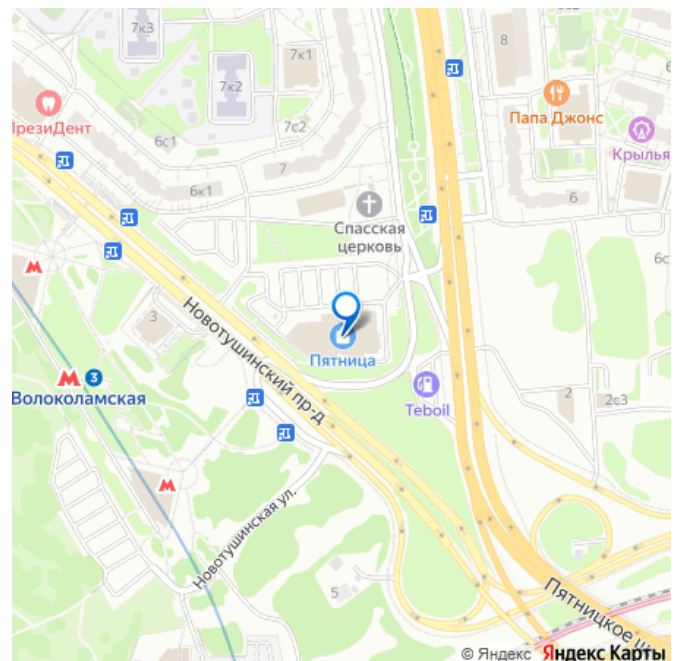 7к3
7к1
8
7к2
Папа Джонс
ПрезиДент
Крылья
6с1
7с2
7
6к1
6
Спасская
церковь
6с
Новотушинский пр-д
3
Пятница
3
Волоколамская
Teboil
2
2с3
Новотушинская ул.
5
Пятницкое ш
© Яндекс Яндекс Карты